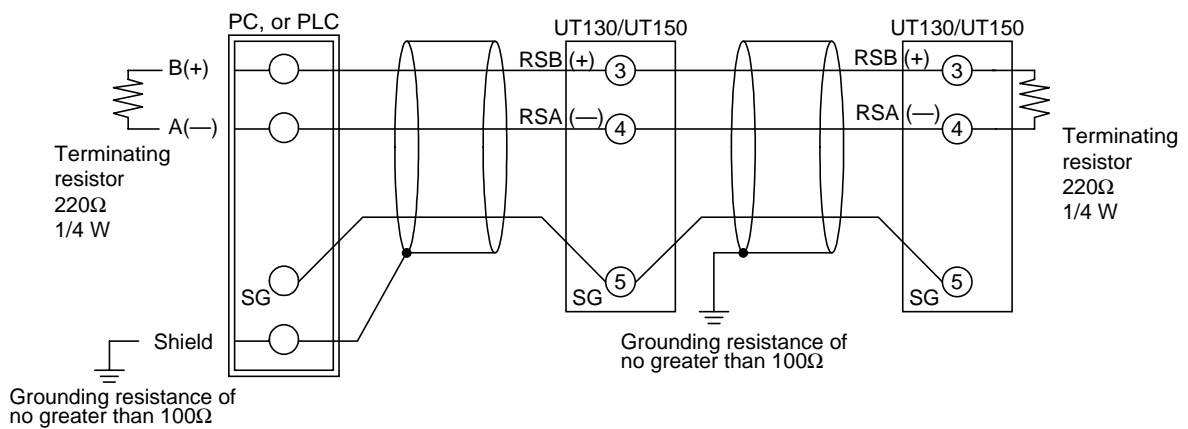 PC, or PLC
UT130/UT150
UT130/UT150
B(+)
RSB (+) 3
RSB (+) 3
A(—)
RSA (—) 4
RSA (—) 4
Terminating
resistor
220Ω
1/4 W
Terminating
resistor
220Ω
1/4 W
SG
SG 5
SG 5
Shield
Grounding resistance of
no greater than 100Ω
Grounding resistance of
no greater than 100Ω